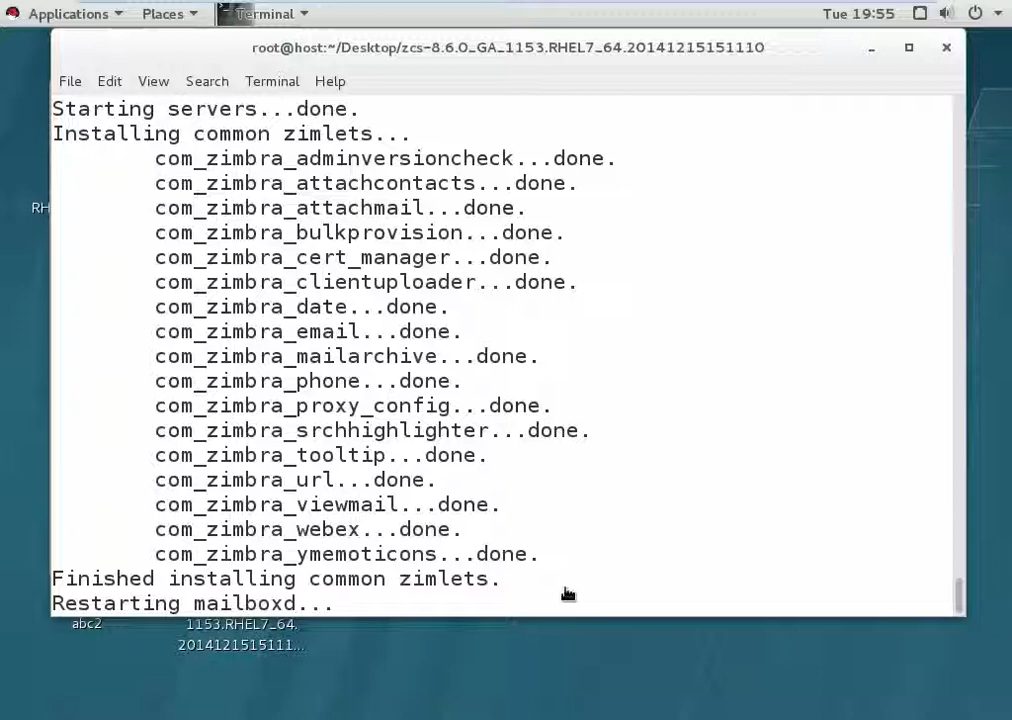 Applications Places Terminal Tue 19:55
root@host:~/Desktop/zcs-8.6.0_GA_1153.RHEL7_64.20141215151110
File Edit View Search Terminal Help
Starting servers...done.
Installing common zimlets...
com_zimbra_adminversioncheck...done.
com_zimbra_attachcontacts...done.
com_zimbra_attachmail...done.
com_zimbra_bulkprovision...done.
com_zimbra_cert_manager...done.
com_zimbra_clientuploader...done.
com_zimbra_date...done.
com_zimbra_email...done.
com_zimbra_mailarchive...done.
com_zimbra_phone...done.
com_zimbra_proxy_config...done.
com_zimbra_srchhighlighter...done.
com_zimbra_tooltip...done.
com_zimbra_url...done.
com_zimbra_viewmail...done.
com_zimbra_webex...done.
com_zimbra_ymemoticons...done.
Finished installing common zimlets.
Restarting mailboxd...
RH
abc2 1153.RHEL7_64.
2014121515111...